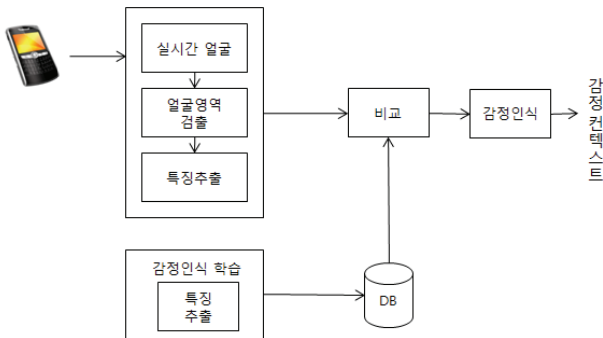 실시간 얼굴
얼굴영역
검출
특징추출
비교
감정인식
감정 컨텍스트
감정인식 학습
특징
추출
DB